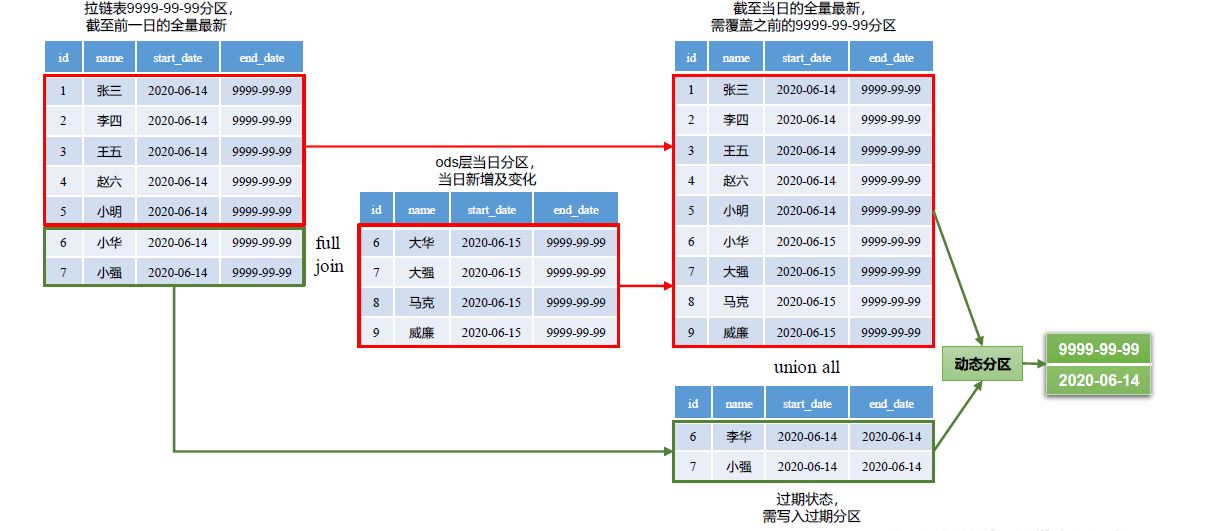 拉链表9999-99-99分区，
截至前一日的全量最新
id name start_date end_date
1 张三 2020-06-14 9999-99-99
2 李四 2020-06-14 9999-99-99
3 王五 2020-06-14 9999-99-99
4 赵六 2020-06-14 9999-99-99
5 小明 2020-06-14 9999-99-99
6 小华 2020-06-14 9999-99-99
7 小强 2020-06-14 9999-99-99
full
join
ods层当日分区，
当日新增及变化
id name start_date end_date
6 大华 2020-06-15 9999-99-99
7 大强 2020-06-15 9999-99-99
8 马克 2020-06-15 9999-99-99
9 威廉 2020-06-15 9999-99-99
截至当日的全量最新，
需覆盖之前的9999-99-99分区
id name start_date end_date
1 张三 2020-06-14 9999-99-99
2 李四 2020-06-14 9999-99-99
3 王五 2020-06-14 9999-99-99
4 赵六 2020-06-14 9999-99-99
5 小明 2020-06-14 9999-99-99
6 小华 2020-06-15 9999-99-99
7 大强 2020-06-15 9999-99-99
8 马克 2020-06-15 9999-99-99
9 威廉 2020-06-15 9999-99-99
union all
id name start_date end_date
6 李华 2020-06-14 2020-06-14
7 小强 2020-06-14 2020-06-14
过期状态，
需写入过期分区
动态分区
9999-99-99
2020-06-14